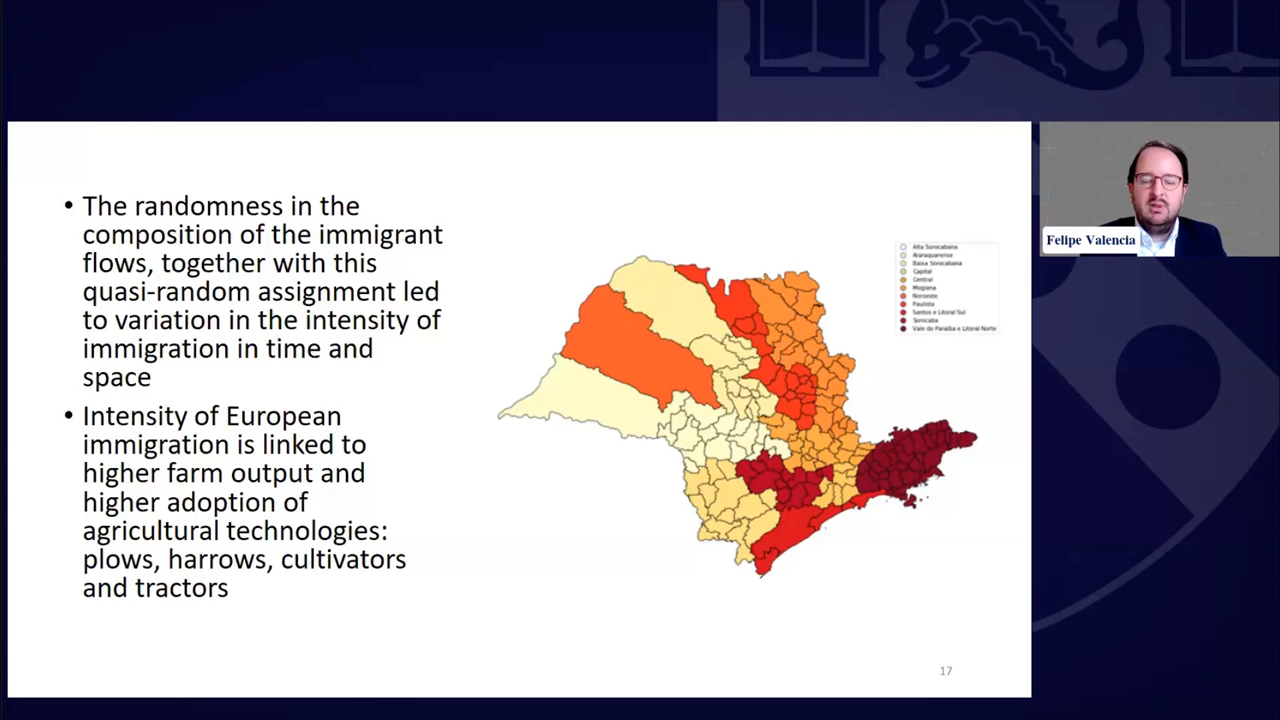 • The randomness in the
composition of the immigrant
flows, together with this
quasi-random assignment led
to variation in the intensity of
immigration in time and
space
• Intensity of European
immigration is linked to
higher farm output and
higher adoption of
agricultural technologies:
plows, harrows, cultivators
and tractors
Alta Sorocabana
Araraquarense
Baixa Sorocabana
Capital
Central
Mogiana
Noroeste
Paulista
Santos e Litoral Sul
Sorocaba
Vale do Paraíba e Litoral Norte
17
Felipe Valencia